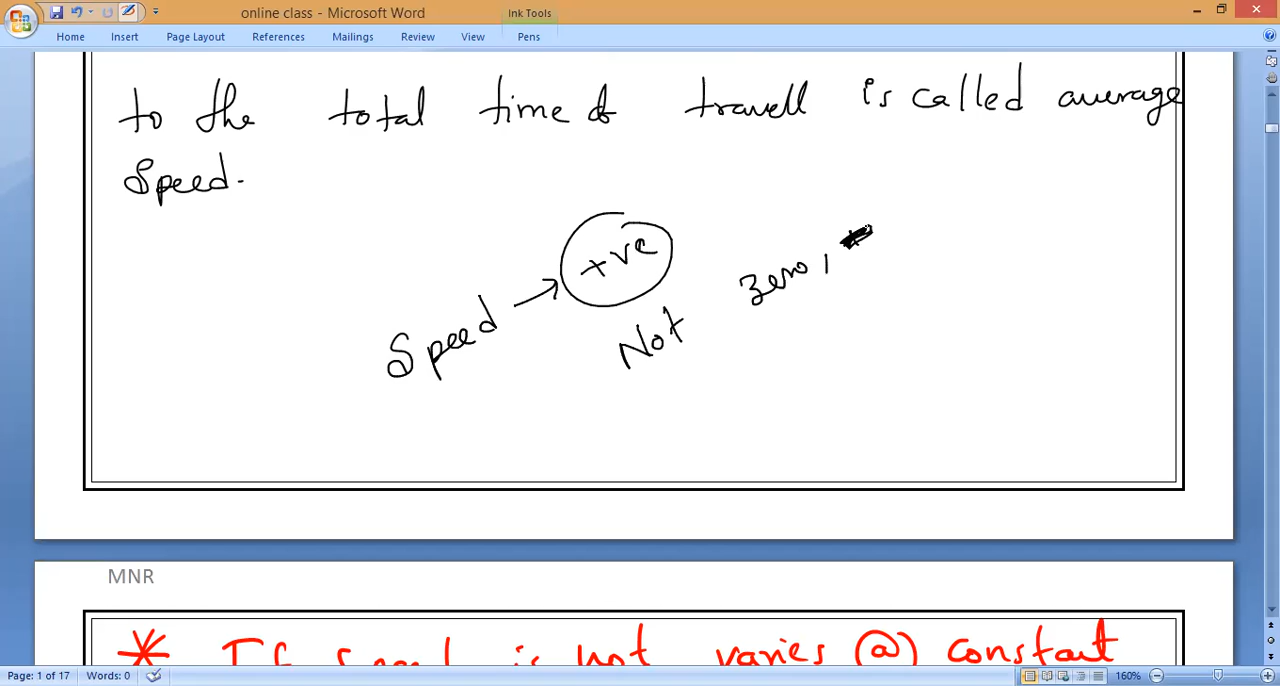 online class - Microsoft Word
Ink Tools
Home Insert Page Layout References Mailings Review View Pens
to the total time of travell is called average
Speed.
Speed → +ve
Not zero,
MNR
* If speed is not varies @ constant
Page: 1 of 17 Words: 0 160%